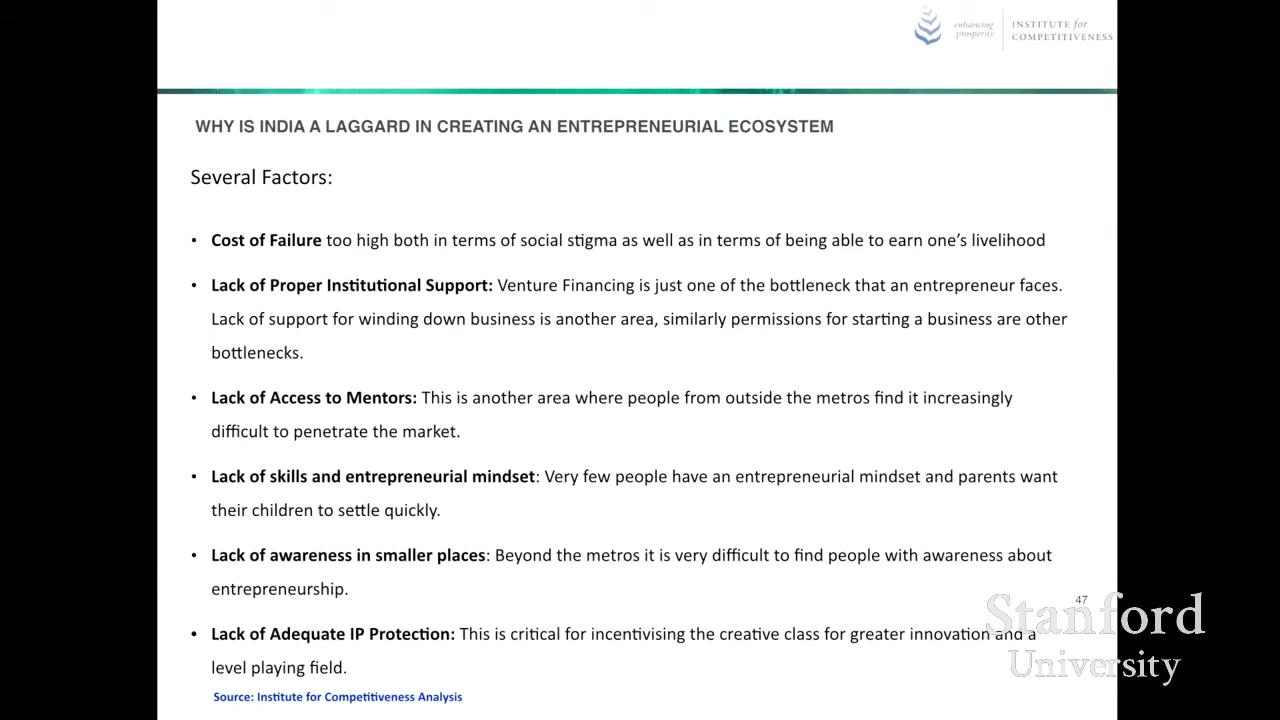 enhancing
prosperity
INSTITUTE for
COMPETITIVENESS
WHY IS INDIA A LAGGARD IN CREATING AN ENTREPRENEURIAL ECOSYSTEM
Several Factors:
• Cost of Failure too high both in terms of social stigma as well as in terms of being able to earn one’s livelihood
• Lack of Proper Institutional Support: Venture Financing is just one of the bottleneck that an entrepreneur faces.
Lack of support for winding down business is another area, similarly permissions for starting a business are other
bottlenecks.
• Lack of Access to Mentors: This is another area where people from outside the metros find it increasingly
difficult to penetrate the market.
• Lack of skills and entrepreneurial mindset: Very few people have an entrepreneurial mindset and parents want
their children to settle quickly.
• Lack of awareness in smaller places: Beyond the metros it is very difficult to find people with awareness about
entrepreneurship.
47
• Lack of Adequate IP Protection: This is critical for incentivising the creative class for greater innovation and a
level playing field.
Source: Institute for Competitiveness Analysis
Stanford
University